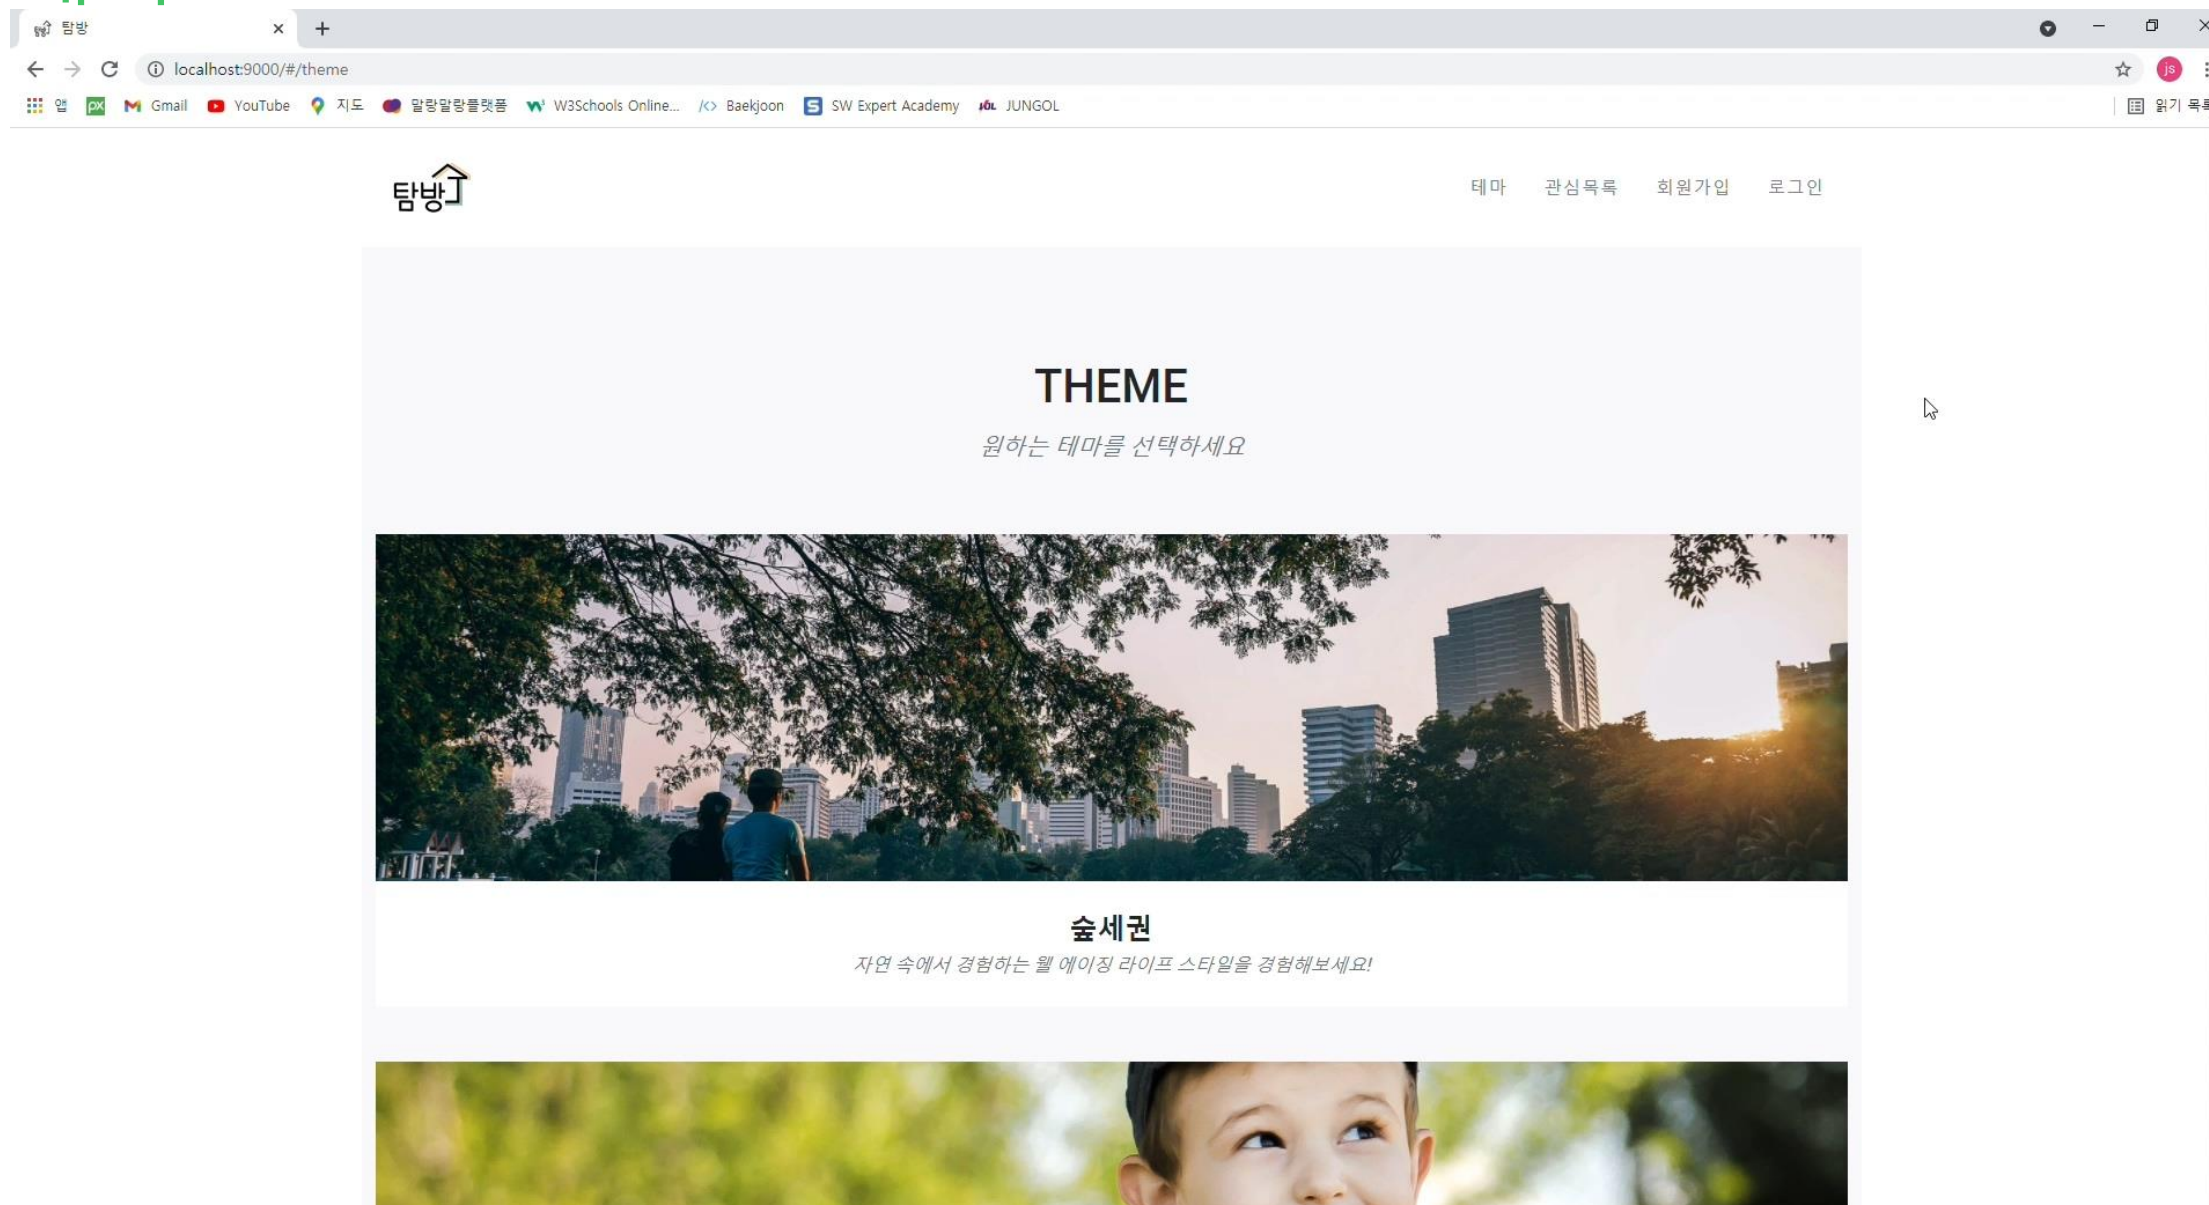 탐방
localhost:9000/#/theme
js
앱 Gmail YouTube 지도 말랑말랑플랫폼 W3Schools Online... Baekjoon SW Expert Academy JUNGOL 읽기 목록
탐방 테마 관심목록 회원가입 로그인
THEME
원하는 테마를 선택하세요
숲세권
자연 속에서 경험하는 웰 에이징 라이프 스타일을 경험해보세요!